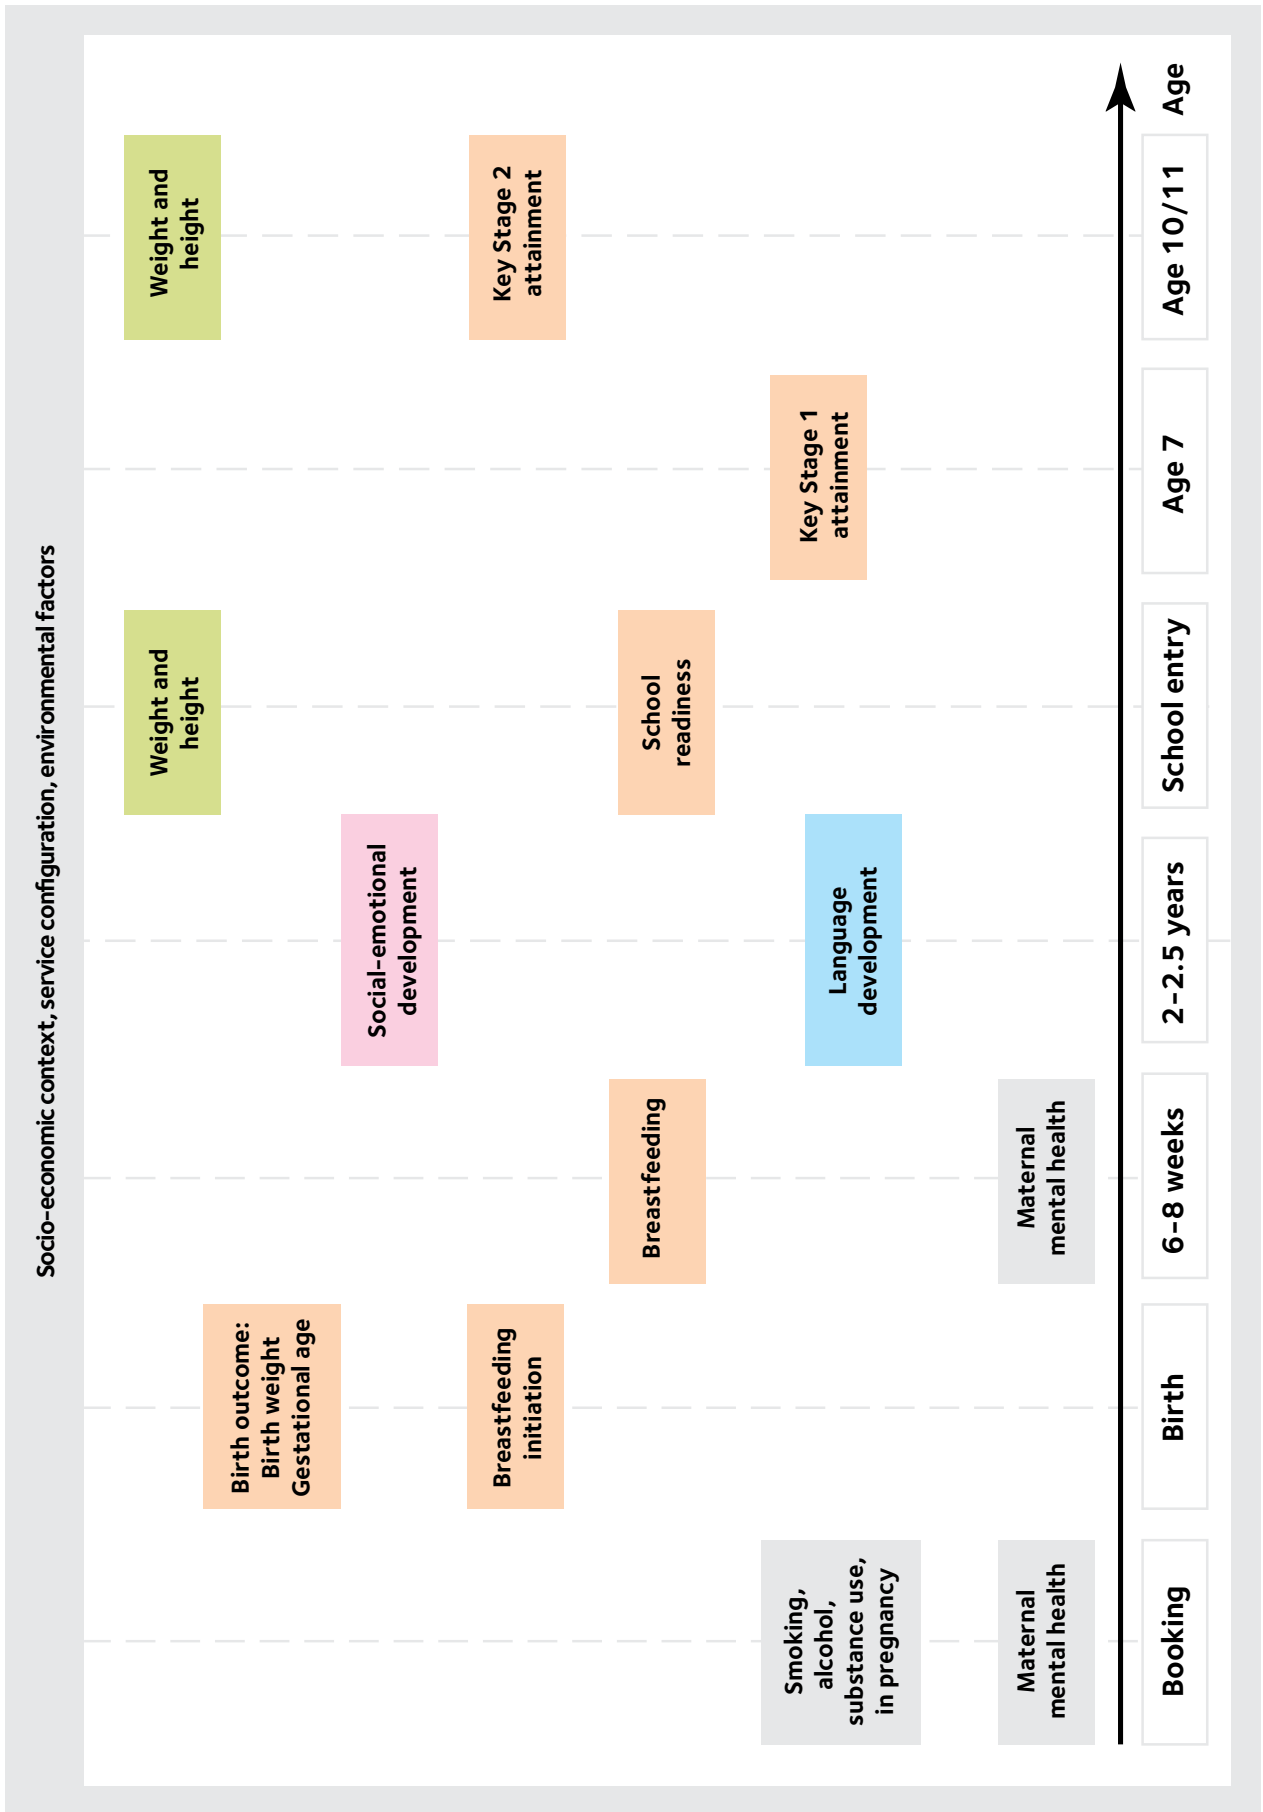 Socio-economic context, service configuration, environmental factors
Weight and
height
Weight and
height
Birth outcome:
Birth weight
Gestational age
Social-emotional
development
Breastfeeding
initiation
Key Stage 2
attainment
Breastfeeding
School
readiness
Smoking,
alcohol,
substance use,
in pregnancy
Language
development
Key Stage 1
attainment
Maternal
mental health
Maternal
mental health
Booking
Birth
6-8 weeks
2-2.5 years
School entry
Age 7
Age 10/11
Age